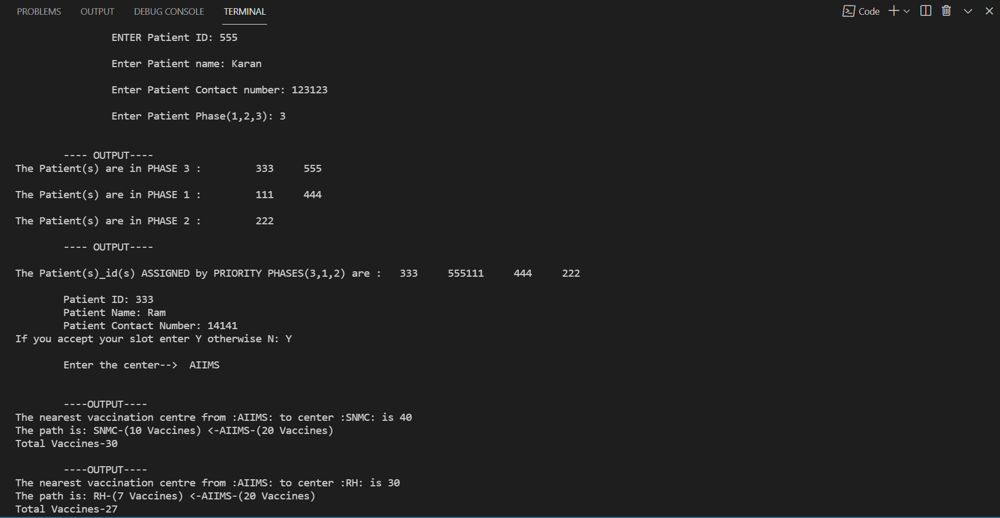 PROBLEMS OUTPUT DEBUG CONSOLE TERMINAL Code
ENTER Patient ID: 555
Enter Patient name: Karan
Enter Patient Contact number: 123123
Enter Patient Phase(1,2,3): 3
---- OUTPUT----
The Patient(s) are in PHASE 3 : 333 555
The Patient(s) are in PHASE 1 : 111 444
The Patient(s) are in PHASE 2 : 222
---- OUTPUT----
The Patient(s)_id(s) ASSIGNED by PRIORITY PHASES(3,1,2) are : 333 555111 444 222
Patient ID: 333
Patient Name: Ram
Patient Contact Number: 14141
If you accept your slot enter Y otherwise N: Y
Enter the center--> AIIMS
----OUTPUT----
The nearest vaccination centre from :AIIMS: to center :SNMC: is 40
The path is: SNMC-(10 Vaccines) <-AIIMS-(20 Vaccines)
Total Vaccines-30
----OUTPUT----
The nearest vaccination centre from :AIIMS: to center :RH: is 30
The path is: RH-(7 Vaccines) <-AIIMS-(20 Vaccines)
Total Vaccines-27